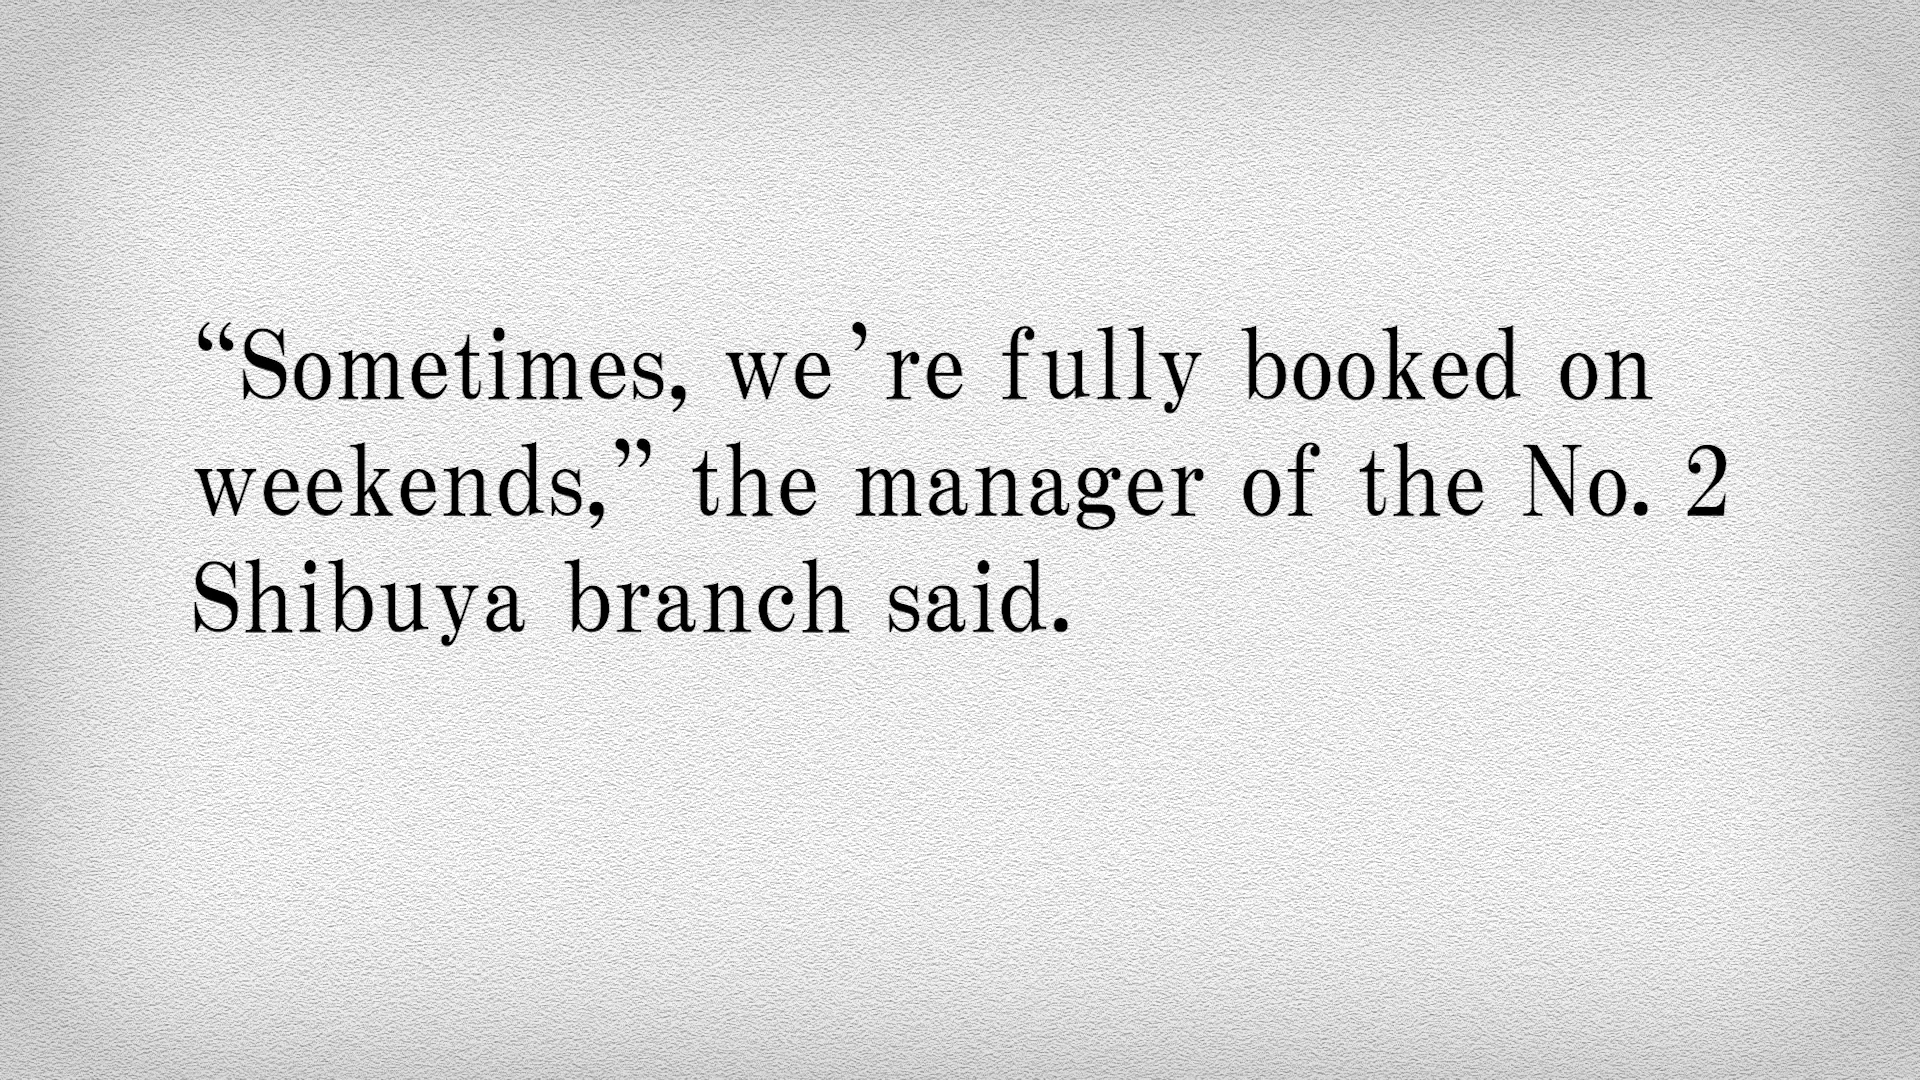 “Sometimes, we’re fully booked on
weekends,” the manager of the No. 2
Shibuya branch said.